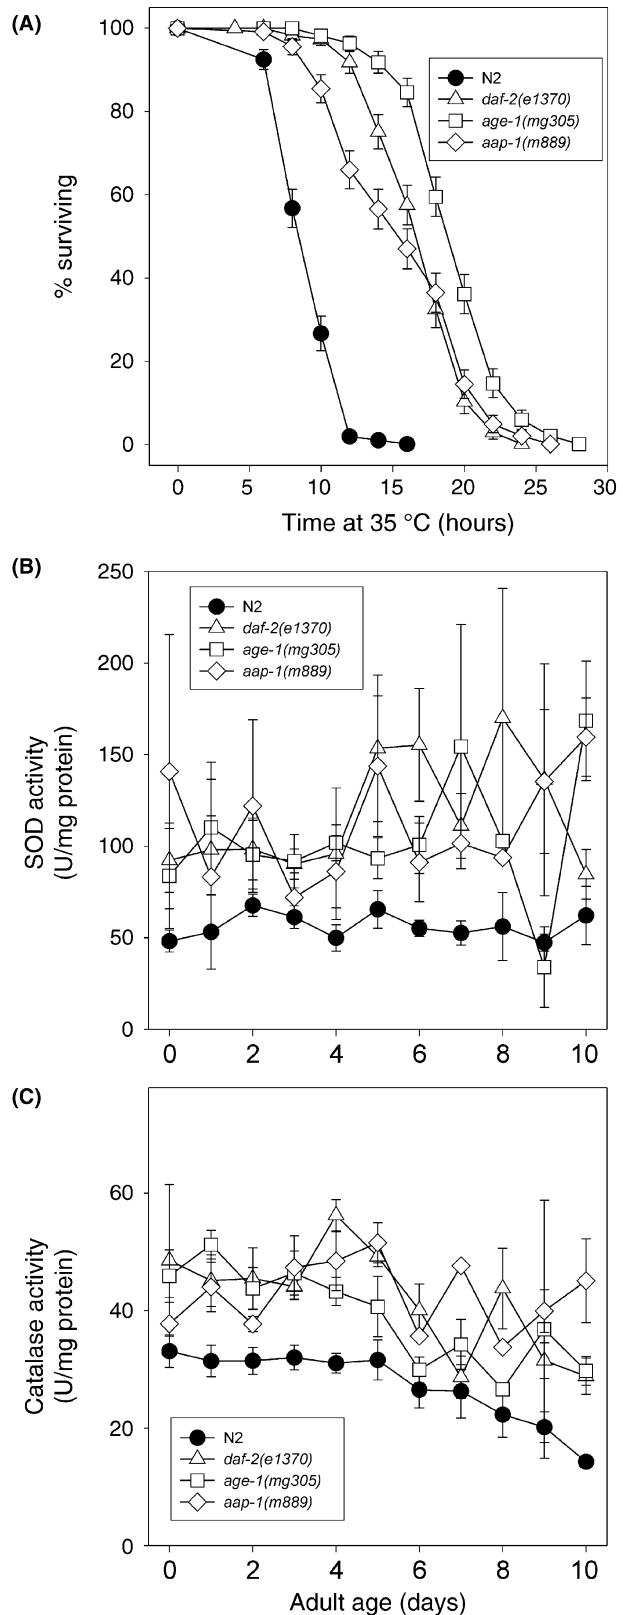 (A)
100
80
60
40
20
0
% surviving
N2
daf-2(e1370)
age-1(mg305)
aap-1(m889)
0 5 10 15 20 25 30
Time at 35 °C (hours)
(B)
250
200
150
100
50
0
SOD activity
(U/mg protein)
N2
daf-2(e1370)
age-1(mg305)
aap-1(m889)
0 2 4 6 8 10
(C)
60
40
20
0
Catalase activity
(U/mg protein)
N2
daf-2(e1370)
age-1(mg305)
aap-1(m889)
0 2 4 6 8 10
Adult age (days)